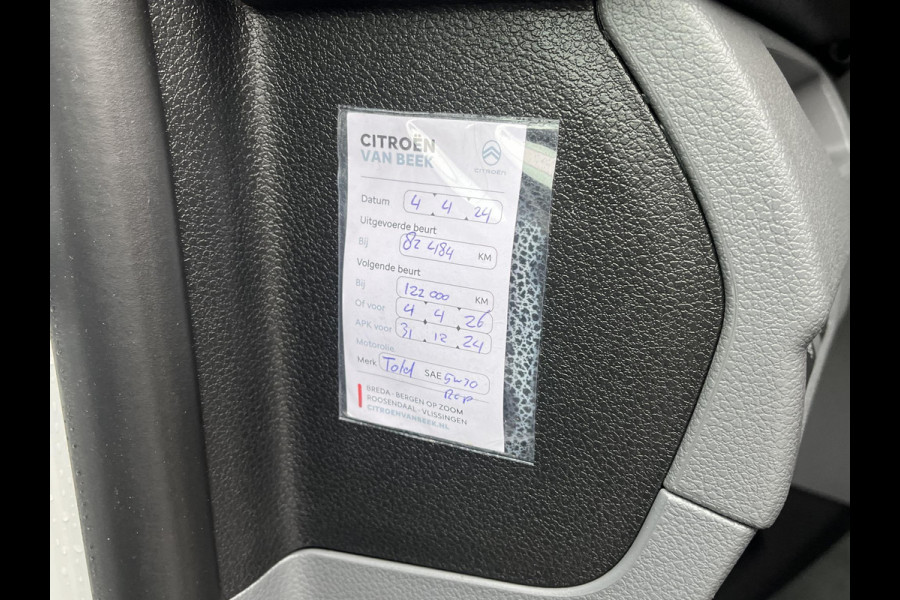 CITROËN
VAN BEEK
CITROËN
Datum 4 4 24
Uitgevoerde beurt
Bij 82 484 KM
Volgende beurt
Bij 122 000 KM
Of voor 4 4 26
APK voor 31 12 24
Motorolie
Merk Total SAE 5W30
RCP
BREDA - BERGEN OP ZOOM
ROOSENDAAL - VLISSINGEN
CITROENVANBEEK.NL